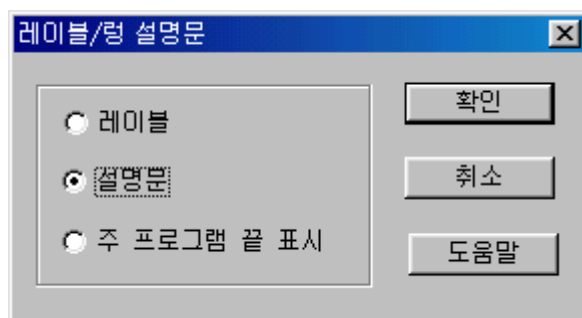 레이블/렁 설명문
레이블
설명문
주 프로그램 끝 표시
확인
취소
도움말